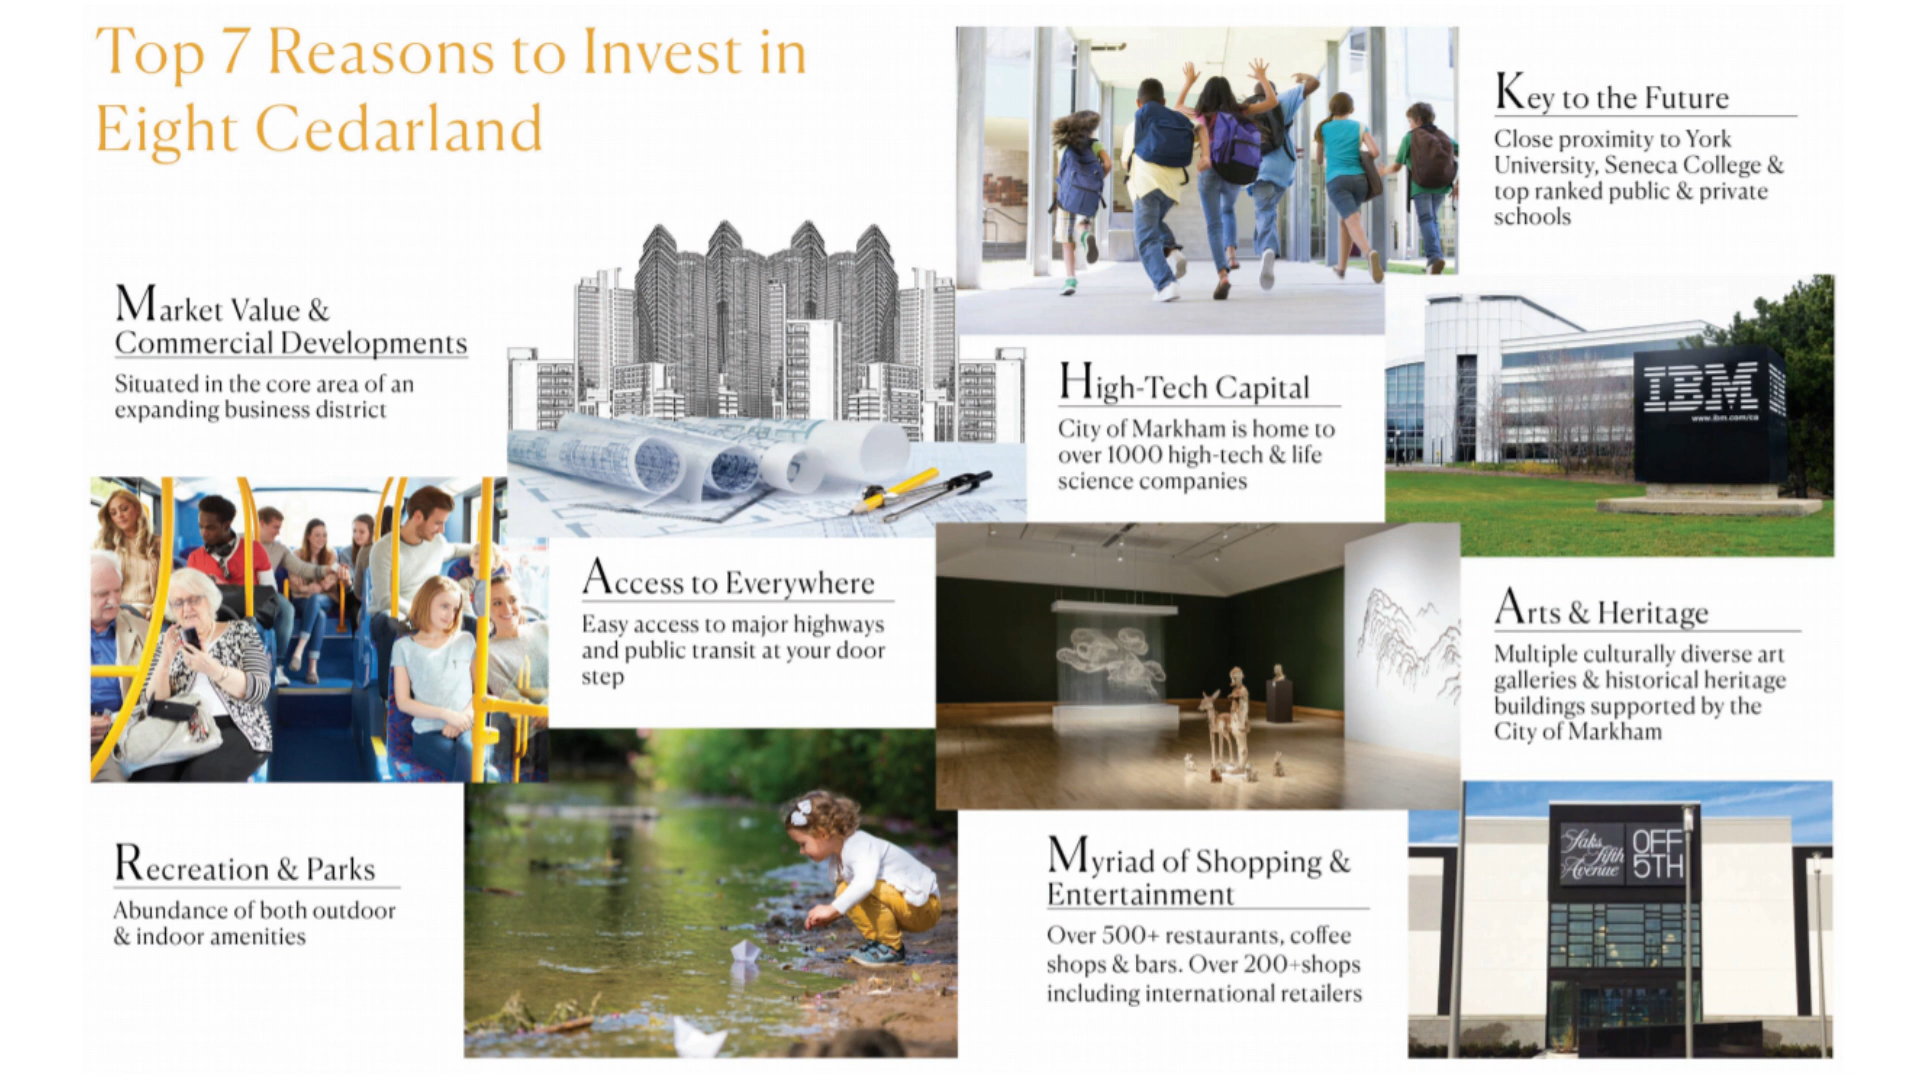 Top 7 Reasons to Invest in
Eight Cedarland
Market Value &
Commercial Developments
Situated in the core area of an
expanding business district
Access to Everywhere
Easy access to major highways
and public transit at your door
step
Recreation & Parks
Abundance of both outdoor
& indoor amenities
Key to the Future
Close proximity to York
University, Seneca College &
top ranked public & private
schools
High-Tech Capital
City of Markham is home to
over 1000 high-tech & life
science companies
IBM
www.ibm.com/ca
Arts & Heritage
Multiple culturally diverse art
galleries & historical heritage
buildings supported by the
City of Markham
Myriad of Shopping &
Entertainment
Over 500+ restaurants, coffee
shops & bars. Over 200+shops
including international retailers
Saks
Fifth
Avenue
OFF
5TH